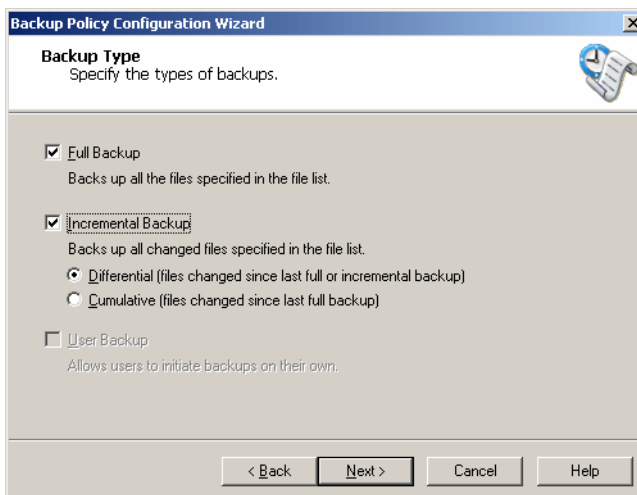 Backup Policy Configuration Wizard
Backup Type
Specify the types of backups.
Full Backup
Backs up all the files specified in the file list.
Incremental Backup
Backs up all changed files specified in the file list.
Differential (files changed since last full or incremental backup)
Cumulative (files changed since last full backup)
User Backup
Allows users to initiate backups on their own.
< Back Next > Cancel Help